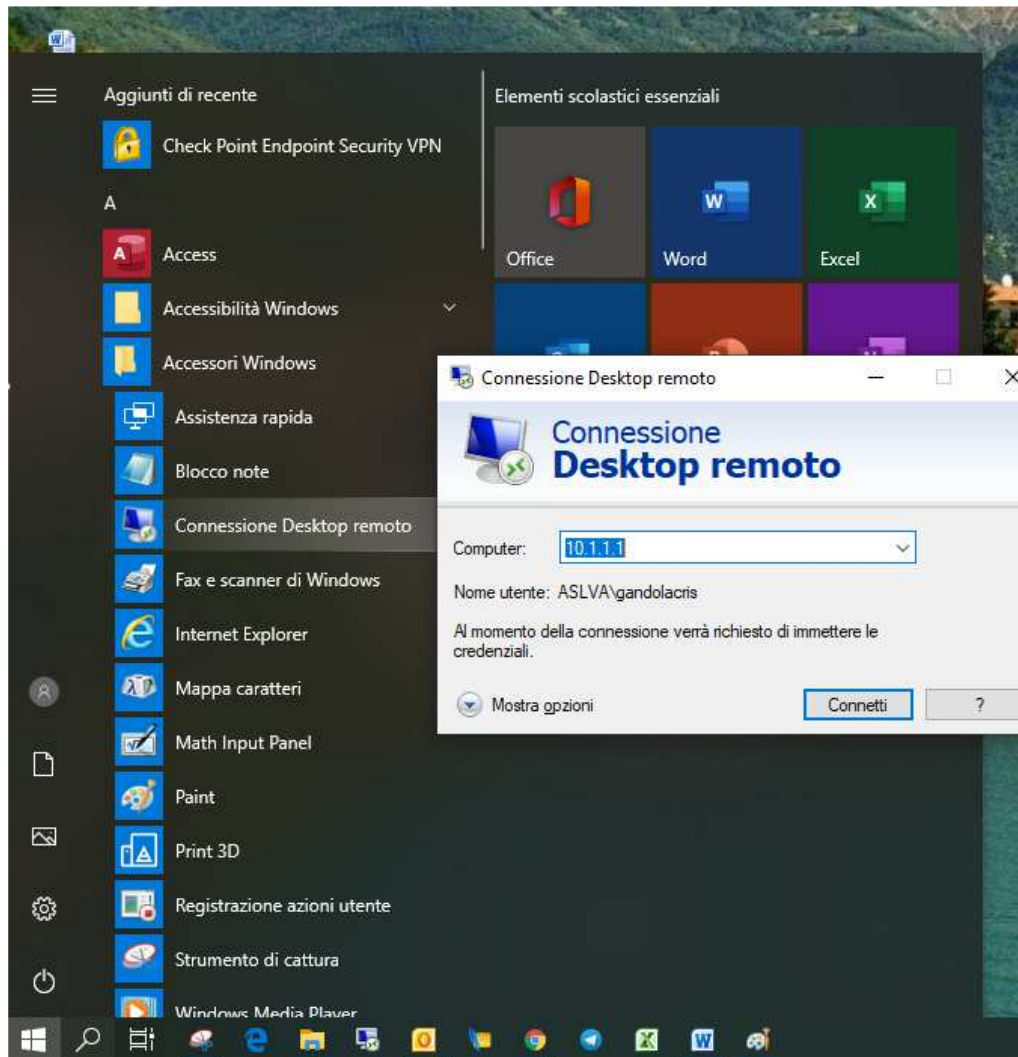 Aggiunti di recente
Check Point Endpoint Security VPN
A
Access
Accessibilità Windows
Accessori Windows
Assistenza rapida
Blocco note
Connessione Desktop remoto
Fax e scanner di Windows
Internet Explorer
Mappa caratteri
Math Input Panel
Paint
Print 3D
Registrazione azioni utente
Strumento di cattura
Windows Media Player
Elementi scolastici essenziali
Office
Word
Excel
Connessione Desktop remoto
Connessione
Desktop remoto
Computer: 10.1.1.1
Nome utente: ASLVA\gandolacris
Al momento della connessione verrà richiesto di immettere le
credenziali.
Mostra opzioni
Connetti
?